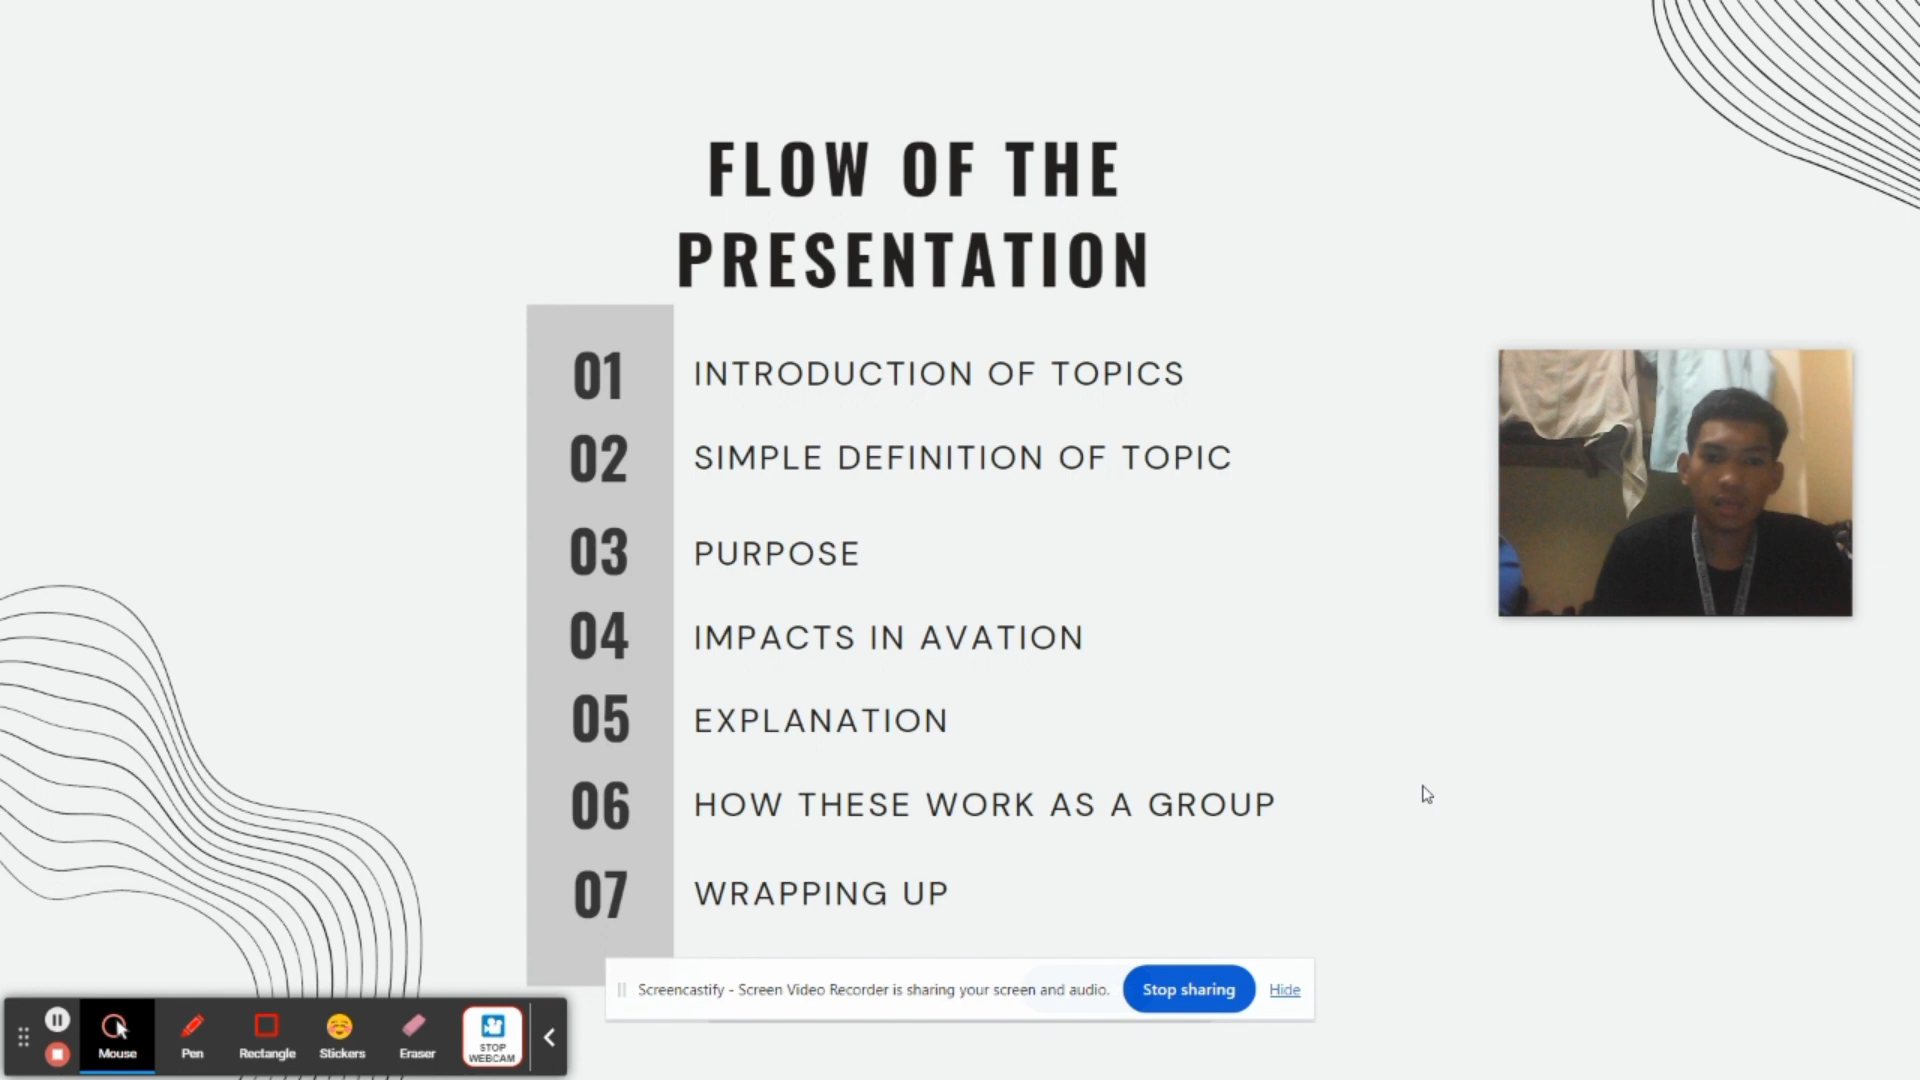 FLOW OF THE
PRESENTATION
01 INTRODUCTION OF TOPICS
02 SIMPLE DEFINITION OF TOPIC
03 PURPOSE
04 IMPACTS IN AVATION
05 EXPLANATION
06 HOW THESE WORK AS A GROUP
07 WRAPPING UP
Screencastify - Screen Video Recorder is sharing your screen and audio. Stop sharing Hide
Mouse Pen Rectangle Stickers Eraser STOP
WEBCAM